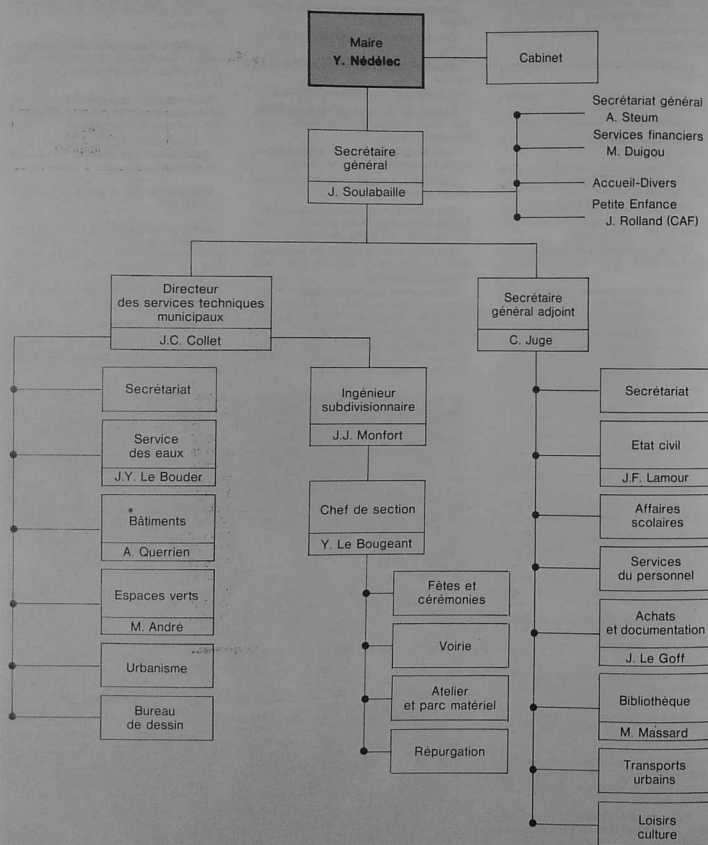 Maire
Y. Nédélec
Cabinet
Secrétariat général
A. Steum
Services financiers
M. Duigou
Accueil-Divers
Petite Enfance
J. Rolland (CAF)
Secrétaire
général
J. Soulabaille
Directeur
des services techniques
municipaux
J.C. Collet
Secrétaire
général adjoint
C. Juge
Secrétariat
Service
des eaux
J.Y. Le Bouder
Bâtiments
A. Querrien
Espaces verts
M. André
Urbanisme
Bureau
de dessin
Ingénieur
subdivisionnaire
J.J. Monfort
Chef de section
Y. Le Bougeant
Fêtes et
cérémonies
Voirie
Atelier
et parc matériel
Répurgation
Secrétariat
Etat civil
J.F. Lamour
Affaires
scolaires
Services
du personnel
Achats
et documentation
J. Le Goff
Bibliothèque
M. Massard
Transports
urbains
Loisirs
culture